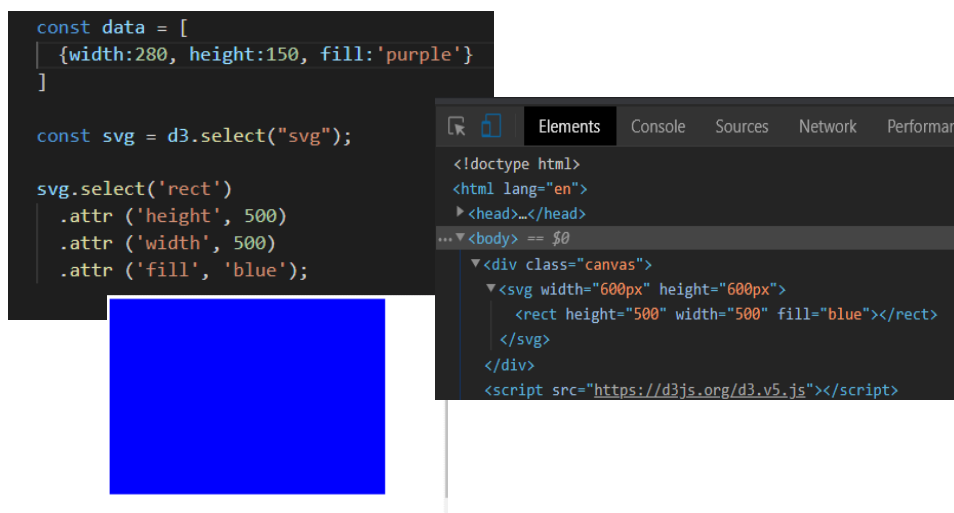 const data = [
{width:280, height:150, fill:'purple'}
]
const svg = d3.select("svg");
svg.select('rect')
.attr ('height', 500)
.attr ('width', 500)
.attr ('fill', 'blue');
Elements Console Sources Network Performan
<!doctype html>
<html lang="en">
<head>…</head>
<body> == $0
<div class="canvas">
<svg width="600px" height="600px">
<rect height="500" width="500" fill="blue"></rect>
</svg>
</div>
<script src="https://d3js.org/d3.v5.js"></script>